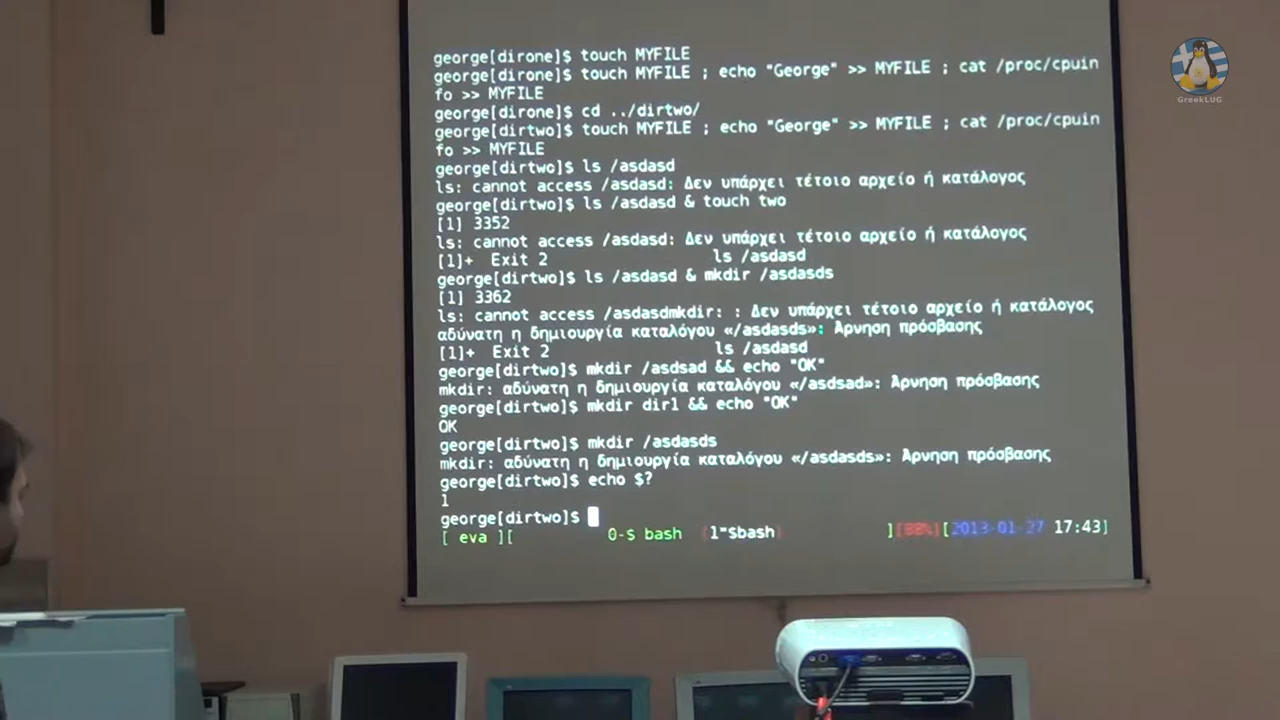 george[dirone]$ touch MYFILE
george[dirone]$ touch MYFILE ; echo "George" >> MYFILE ; cat /proc/cpuin
fo >> MYFILE
george[dirone]$ cd ../dirtwo/
george[dirtwo]$ touch MYFILE ; echo "George" >> MYFILE ; cat /proc/cpuin
fo >> MYFILE
george[dirtwo]$ ls /asdasd
ls: cannot access /asdasd: Δεν υπάρχει τέτοιο αρχείο ή κατάλογος
george[dirtwo]$ ls /asdasd & touch two
[1] 3352
ls: cannot access /asdasd: Δεν υπάρχει τέτοιο αρχείο ή κατάλογος
[1]+  Exit 2                  ls /asdasd
george[dirtwo]$ ls /asdasd & mkdir /asdasds
[1] 3362
ls: cannot access /asdasdmkdir: : Δεν υπάρχει τέτοιο αρχείο ή κατάλογος
αδύνατη η δημιουργία καταλόγου «/asdasds»: Άρνηση πρόσβασης
[1]+  Exit 2                  ls /asdasd
george[dirtwo]$ mkdir /asdsad && echo "OK"
mkdir: αδύνατη η δημιουργία καταλόγου «/asdsad»: Άρνηση πρόσβασης
george[dirtwo]$ mkdir dir1 && echo "OK"
OK
george[dirtwo]$ mkdir /asdasds
mkdir: αδύνατη η δημιουργία καταλόγου «/asdasds»: Άρνηση πρόσβασης
george[dirtwo]$ echo $?
1
george[dirtwo]$
[ eva ][ 0-$ bash (1*$bash) ][88%][2013-01-27 17:43]
GreekLUG